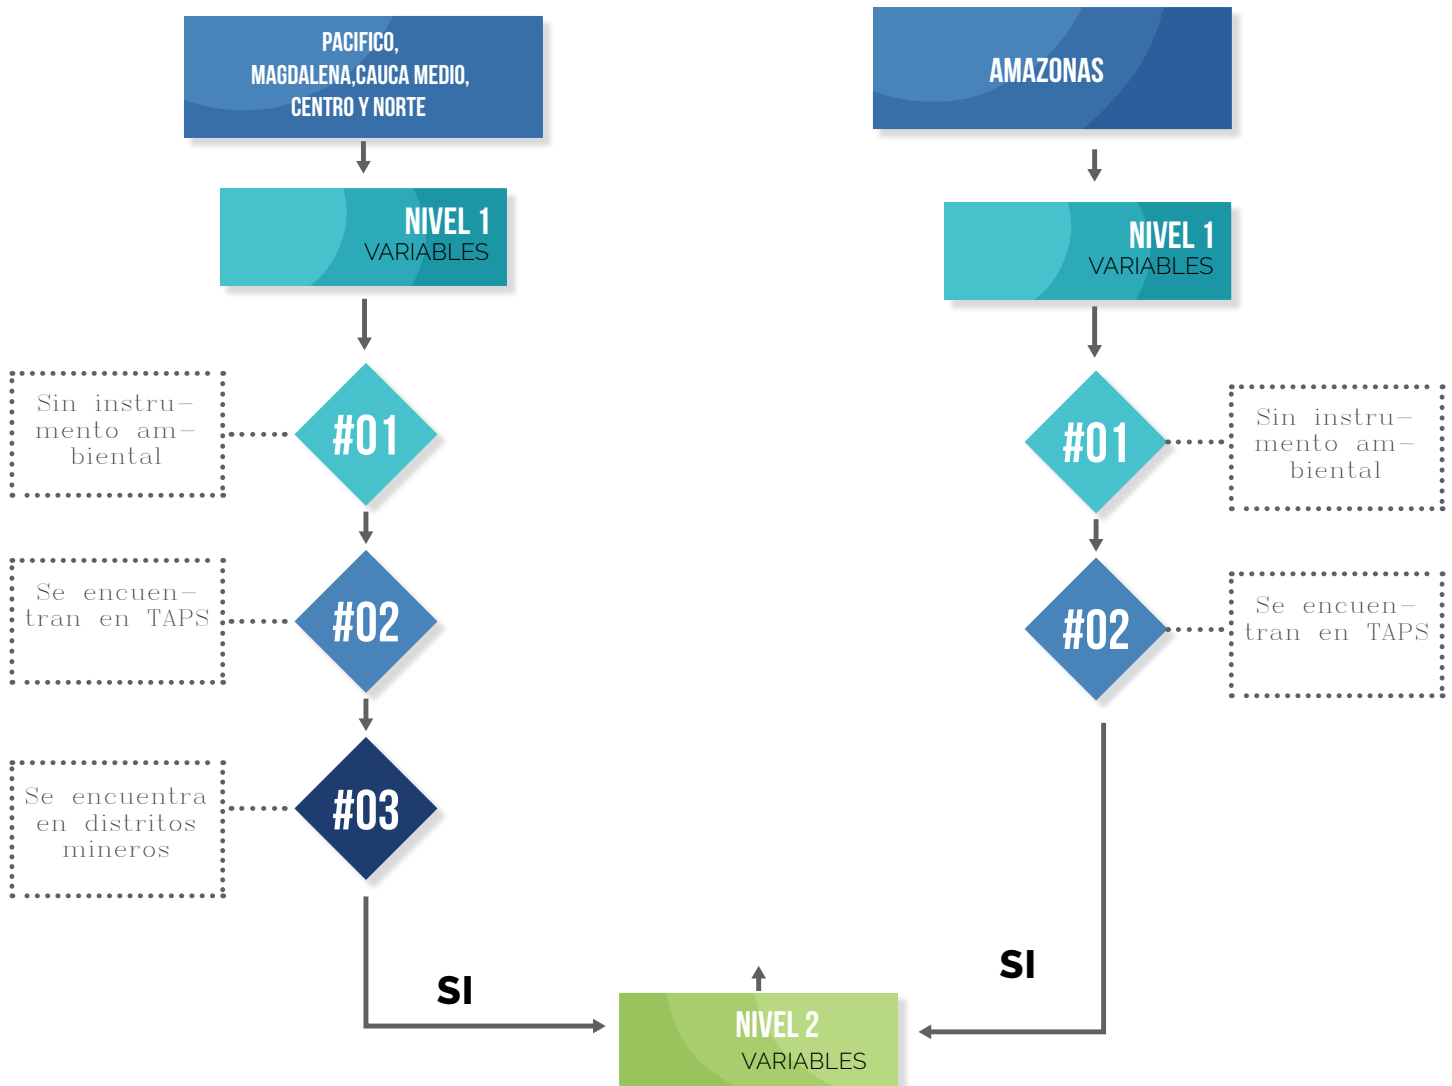 PACIFICO,
MAGDALENA,CAUCA MEDIO,
CENTRO Y NORTE
NIVEL 1
VARIABLES
#01
Sin instru-
mento am-
biental
#02
Se encuen-
tran en TAPS
#03
Se encuentra
en distritos
mineros
SI
AMAZONAS
NIVEL 1
VARIABLES
#01
Sin instru-
mento am-
biental
#02
Se encuen-
tran en TAPS
SI
NIVEL 2
VARIABLES